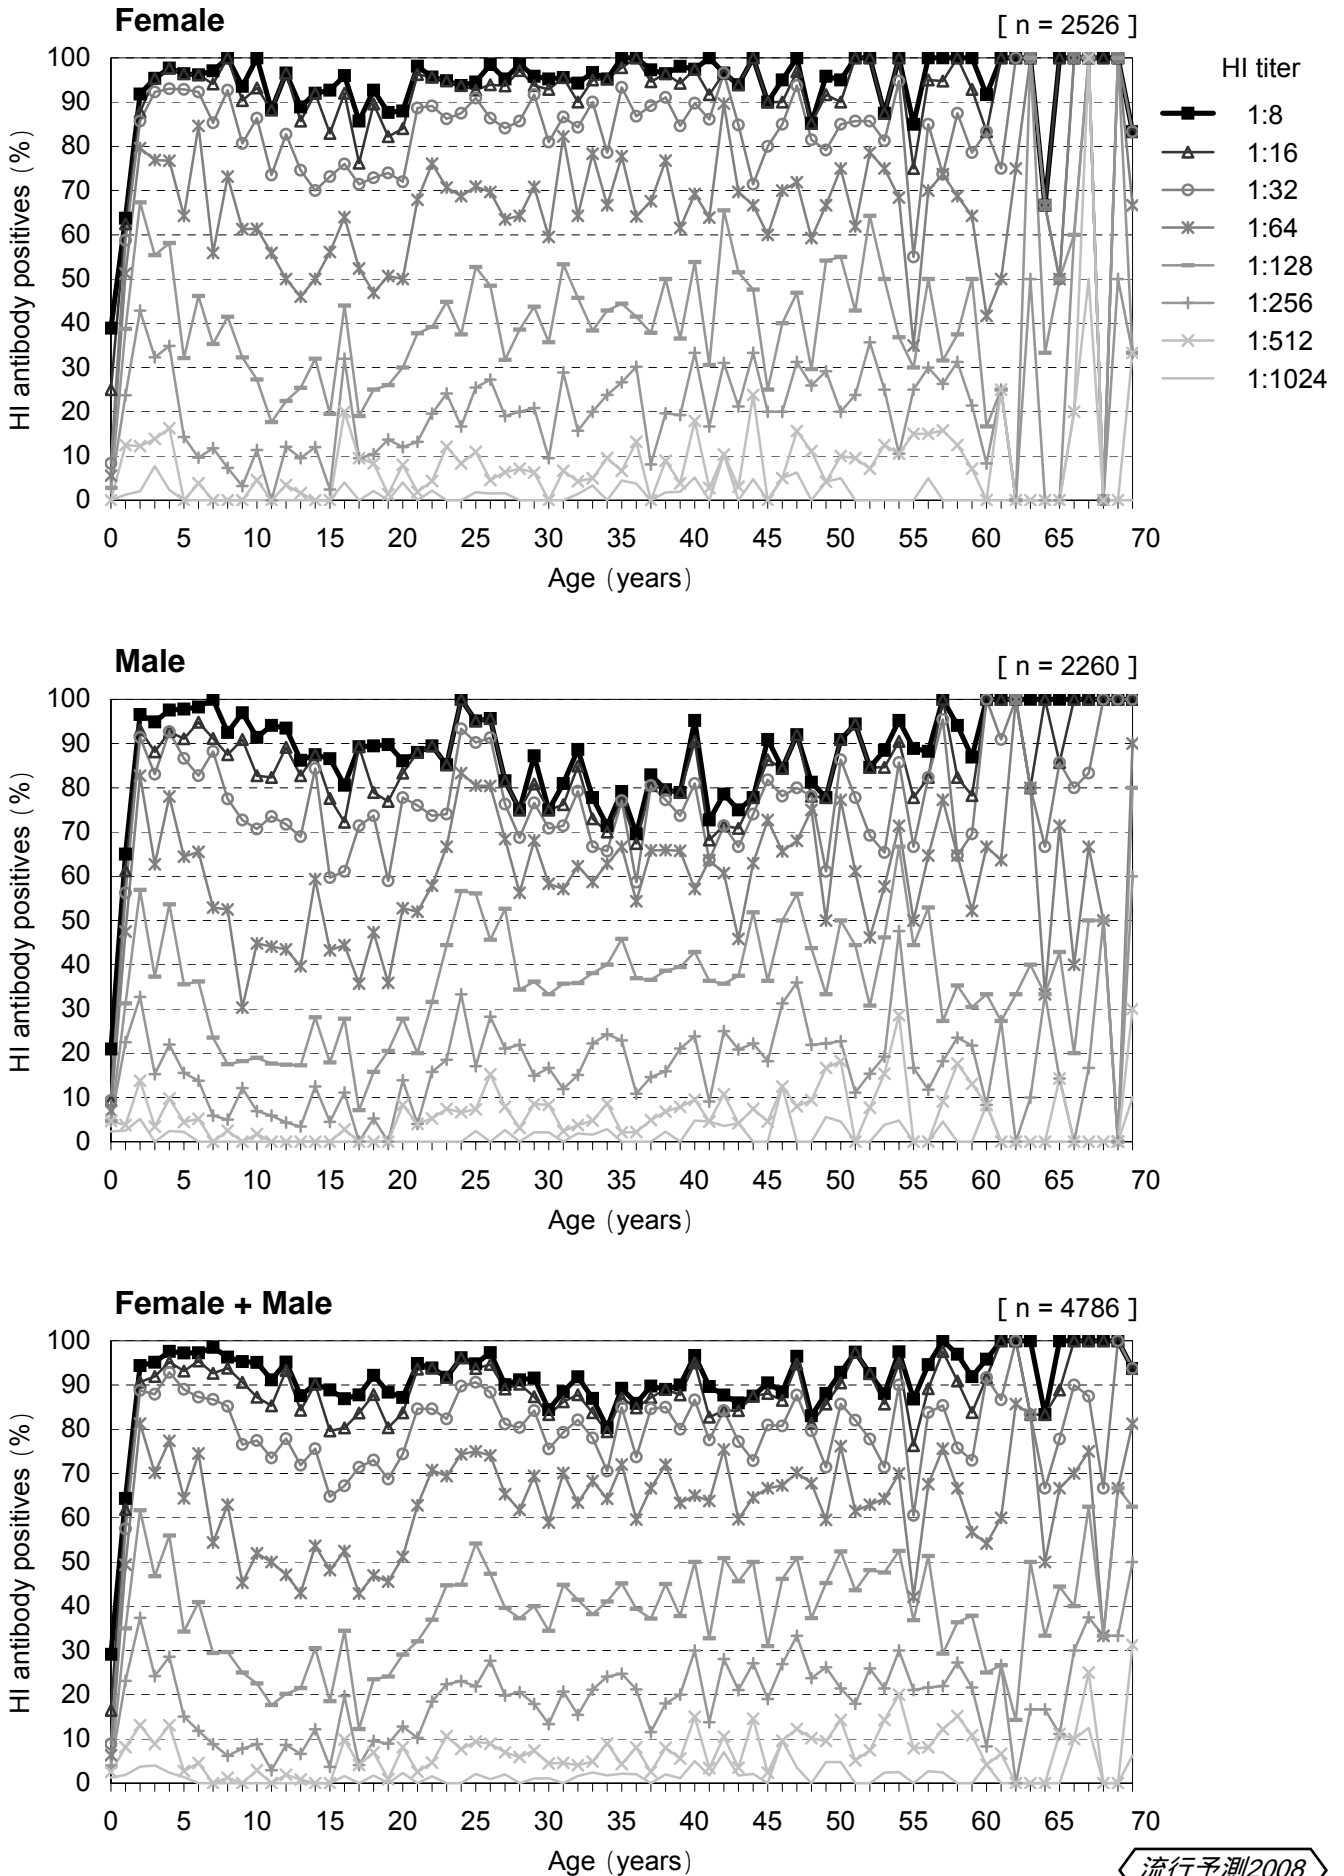 Female
[ n = 2526 ]
HI titer
1:8
1:16
1:32
1:64
1:128
1:256
1:512
1:1024
HI antibody positives (%)
100
90
80
70
60
50
40
30
20
10
0
0 5 10 15 20 25 30 35 40 45 50 55 60 65 70
Age (years)
Male
[ n = 2260 ]
HI antibody positives (%)
100
90
80
70
60
50
40
30
20
10
0
0 5 10 15 20 25 30 35 40 45 50 55 60 65 70
Age (years)
Female + Male
[ n = 4786 ]
HI antibody positives (%)
100
90
80
70
60
50
40
30
20
10
0
0 5 10 15 20 25 30 35 40 45 50 55 60 65 70
Age (years)
流行予測2008